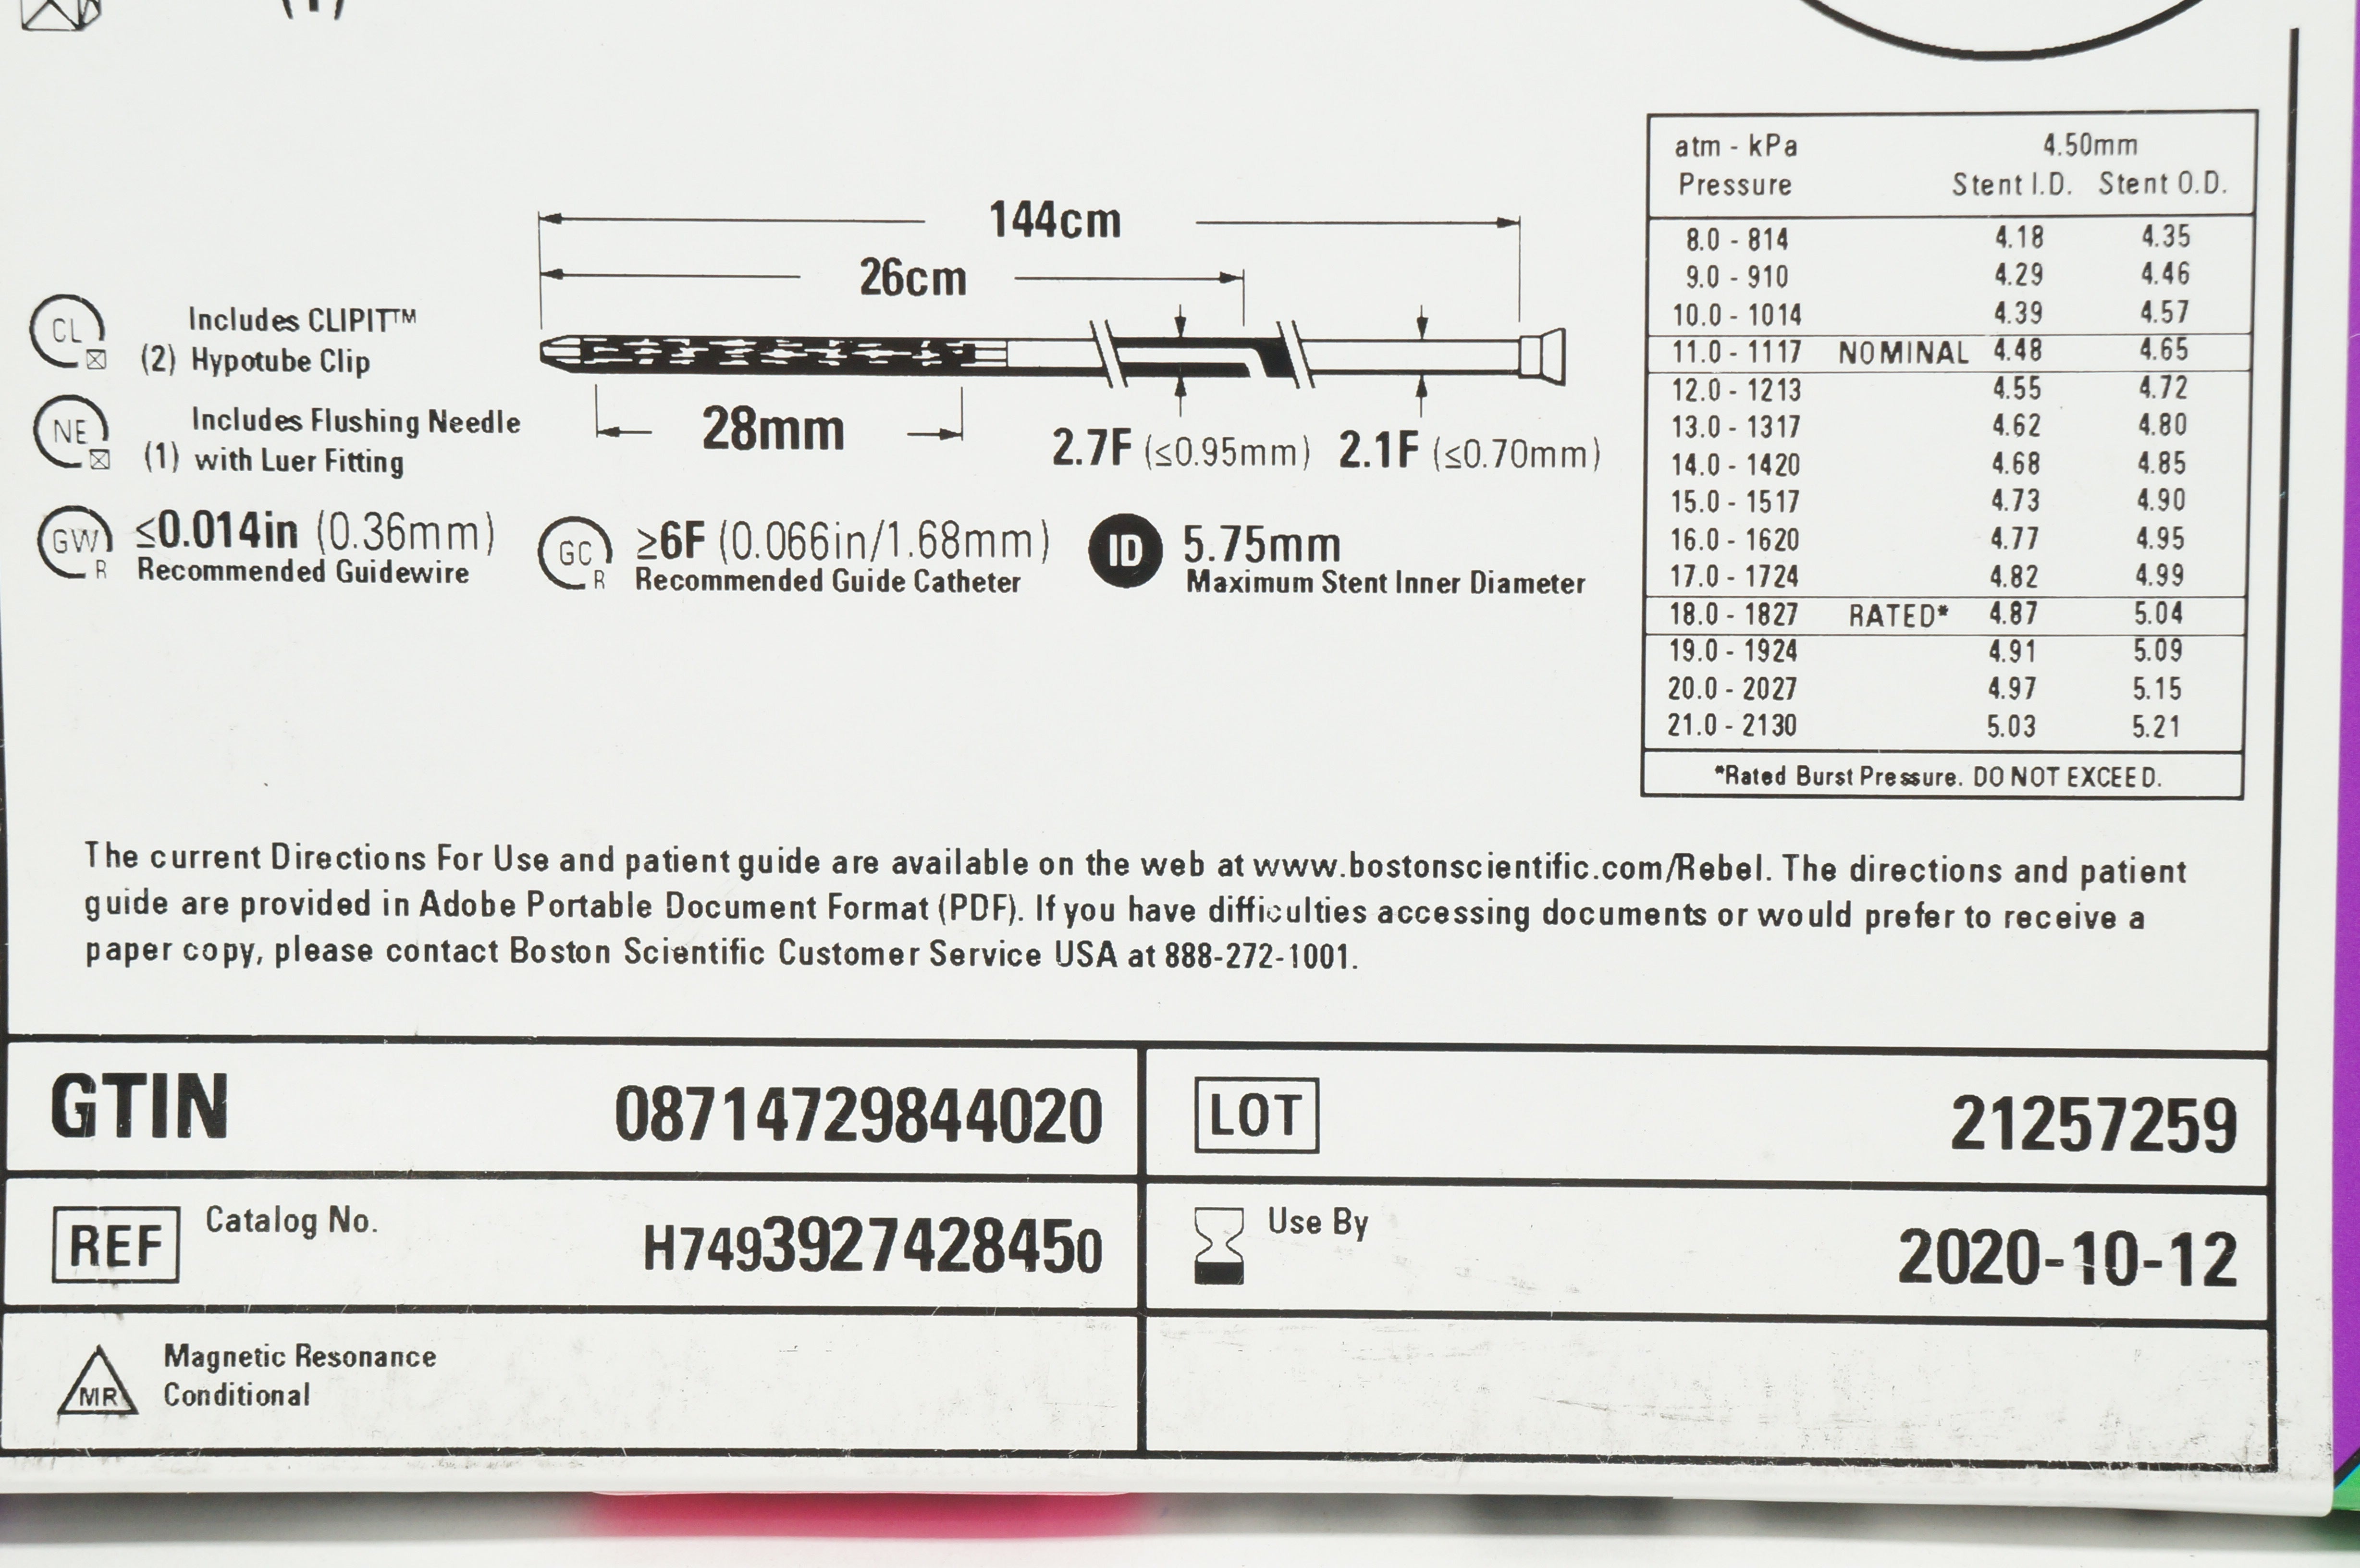 144cm
26cm
28mm
2.7F (≤0.95mm) 2.1F (≤0.70mm)
CL Includes CLIPIT™
(2) Hypotube Clip
NE Includes Flushing Needle
(1) with Luer Fitting
GW R ≤0.014in (0.36mm)
Recommended Guidewire
GC R ≥6F (0.066in/1.68mm)
Recommended Guide Catheter
ID 5.75mm
Maximum Stent Inner Diameter
atm - kPa 4.50mm
Pressure Stent I.D. Stent O.D.
8.0 - 814 4.18 4.35
9.0 - 910 4.29 4.46
10.0 - 1014 4.39 4.57
11.0 - 1117 NOMINAL 4.48 4.65
12.0 - 1213 4.55 4.72
13.0 - 1317 4.62 4.80
14.0 - 1420 4.68 4.85
15.0 - 1517 4.73 4.90
16.0 - 1620 4.77 4.95
17.0 - 1724 4.82 4.99
18.0 - 1827 RATED* 4.87 5.04
19.0 - 1924 4.91 5.09
20.0 - 2027 4.97 5.15
21.0 - 2130 5.03 5.21
*Rated Burst Pressure. DO NOT EXCEED.
The current Directions For Use and patient guide are available on the web at www.bostonscientific.com/Rebel. The directions and patient
guide are provided in Adobe Portable Document Format (PDF). If you have difficulties accessing documents or would prefer to receive a
paper copy, please contact Boston Scientific Customer Service USA at 888-272-1001.
GTIN 08714729844020
LOT 21257259
REF Catalog No. H7493927428450
Use By 2020-10-12
MR Magnetic Resonance
Conditional